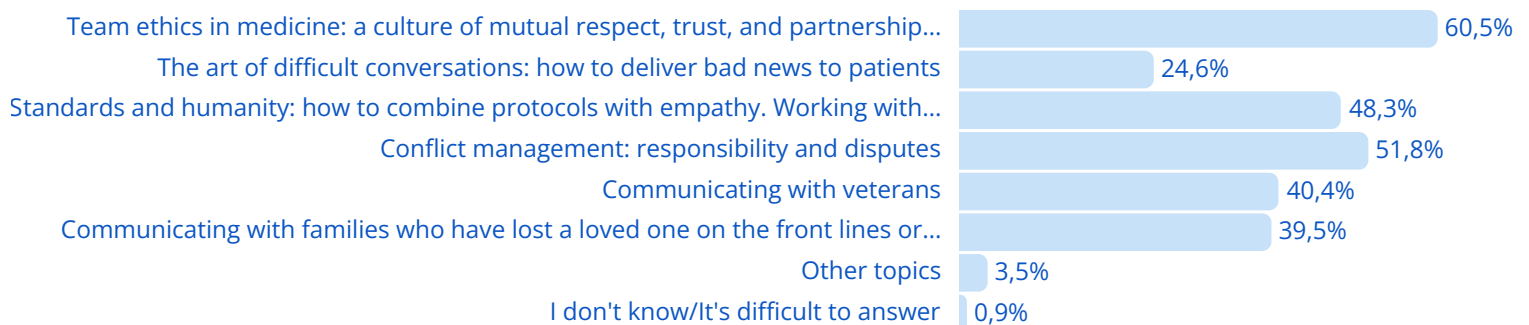 Team ethics in medicine: a culture of mutual respect, trust, and partnership... 60,5%
The art of difficult conversations: how to deliver bad news to patients 24,6%
Standards and humanity: how to combine protocols with empathy. Working with... 48,3%
Conflict management: responsibility and disputes 51,8%
Communicating with veterans 40,4%
Communicating with families who have lost a loved one on the front lines or... 39,5%
Other topics 3,5%
I don't know/It's difficult to answer 0,9%